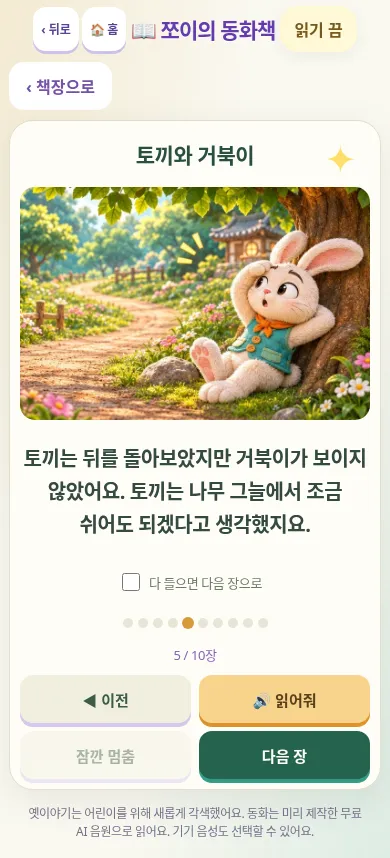 ‹ 뒤로 🏠 홈 📖 쪼이의 동화책 읽기 끔
‹ 책장으로
토끼와 거북이
토끼는 뒤를 돌아보았지만 거북이가 보이지
않았어요. 토끼는 나무 그늘에서 조금
쉬어도 되겠다고 생각했지요.
다 들으면 다음 장으로
5 / 10장
◀ 이전 🔊 읽어줘
잠깐 멈춤 다음 장
옛이야기는 어린이를 위해 새롭게 각색했어요. 동화는 미리 제작한 무료
AI 음원으로 읽어요. 기기 음성도 선택할 수 있어요.